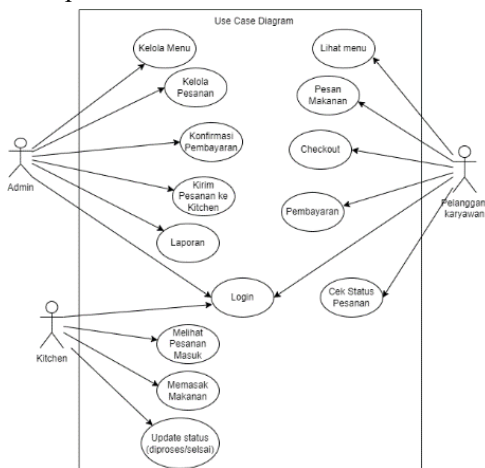 Use Case Diagram
Kelola Menu
Lihat menu
Kelola
Pesanan
Pesan
Makanan
Konfirmasi
Pembayaran
Checkout
Admin
Kirim
Pesanan ke
Kitchen
Pembayaran
Pelanggan
karyawan
Laporan
Login
Cek Status
Pesanan
Kitchen
Melihat
Pesanan
Masuk
Memasak
Makanan
Update status
(diproses/selsai)